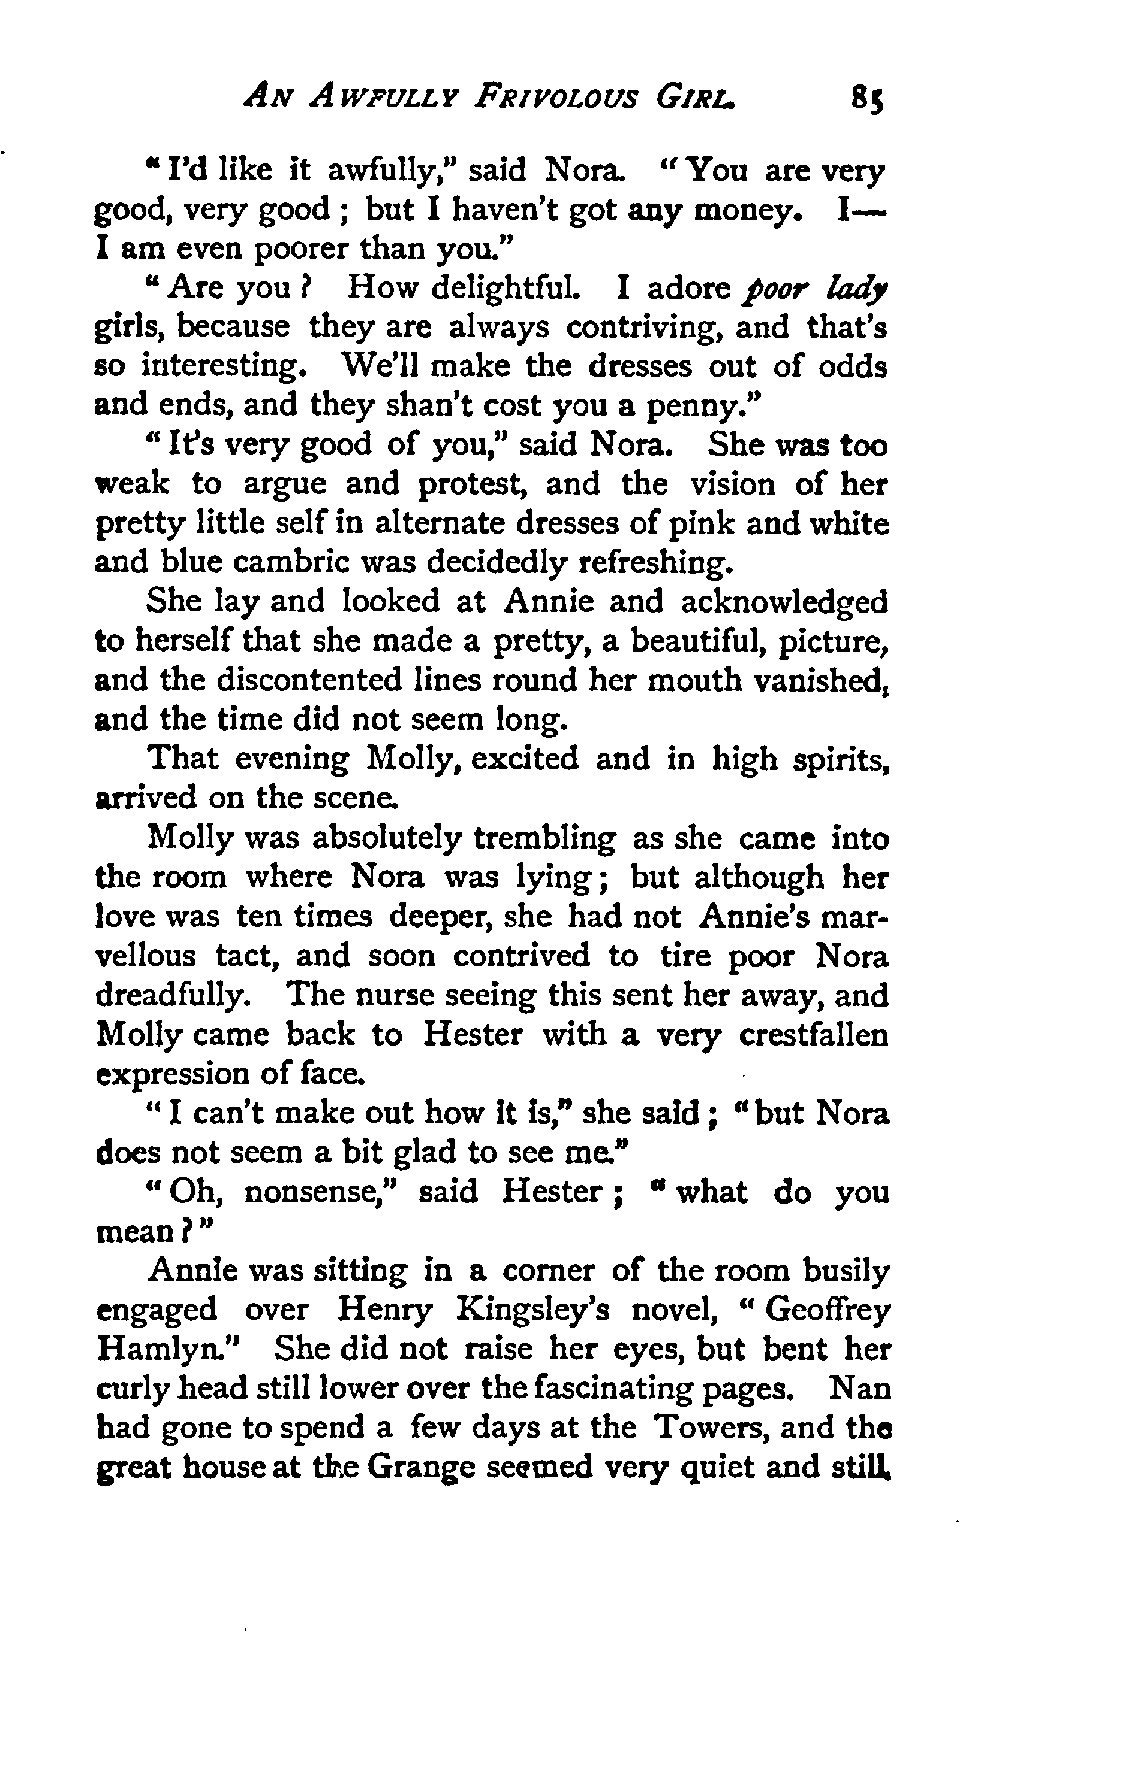 AN AWFULLY FRIVOLOUS GIRL. 85
"I'd like it awfully," said Nora. "You are very
good, very good; but I haven't got any money. I—
I am even poorer than you."
"Are you? How delightful. I adore poor lady
girls, because they are always contriving, and that's
so interesting. We'll make the dresses out of odds
and ends, and they shan't cost you a penny."
"It's very good of you," said Nora. She was too
weak to argue and protest, and the vision of her
pretty little self in alternate dresses of pink and white
and blue cambric was decidedly refreshing.
She lay and looked at Annie and acknowledged
to herself that she made a pretty, a beautiful, picture,
and the discontented lines round her mouth vanished,
and the time did not seem long.
That evening Molly, excited and in high spirits,
arrived on the scene.
Molly was absolutely trembling as she came into
the room where Nora was lying; but although her
love was ten times deeper, she had not Annie's mar-
vellous tact, and soon contrived to tire poor Nora
dreadfully. The nurse seeing this sent her away, and
Molly came back to Hester with a very crestfallen
expression of face.
"I can't make out how it is," she said; "but Nora
does not seem a bit glad to see me."
"Oh, nonsense," said Hester; "what do you
mean?"
Annie was sitting in a corner of the room busily
engaged over Henry Kingsley's novel, "Geoffrey
Hamlyn." She did not raise her eyes, but bent her
curly head still lower over the fascinating pages. Nan
had gone to spend a few days at the Towers, and the
great house at the Grange seemed very quiet and still.